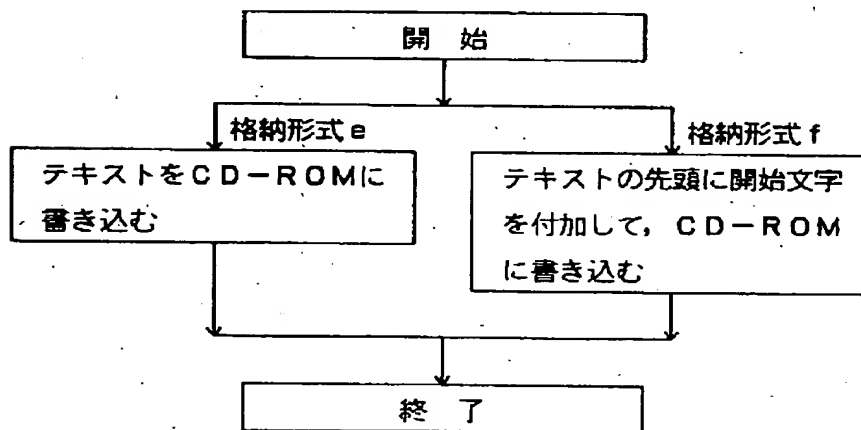 開 始
格納形式e
格納形式f
テキストをCD-ROMに
書き込む
テキストの先頭に開始文字
を付加して,CD-ROM
に書き込む
終 了